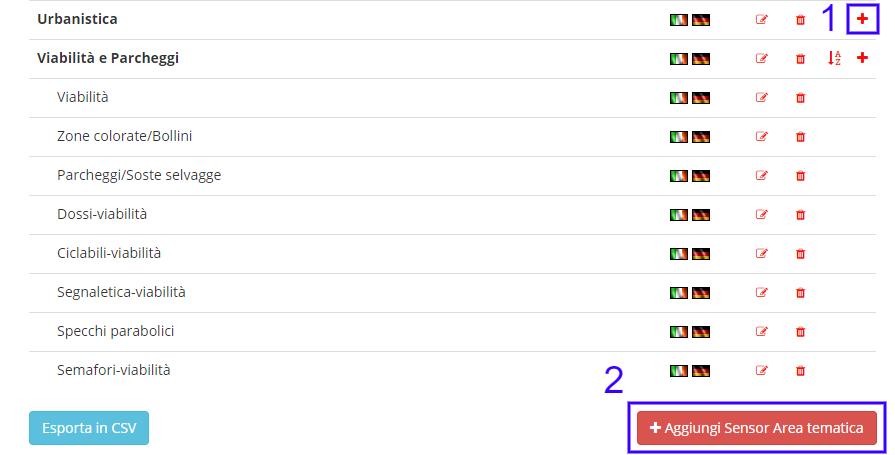 Urbanistica 1
Viabilità e Parcheggi
Viabilità
Zone colorate/Bollini
Parcheggi/Soste selvagge
Dossi-viabilità
Ciclabili-viabilità
Segnaletica-viabilità
Specchi parabolici
Semafori-viabilità
2
Esporta in CSV Aggiungi Sensor Area tematica